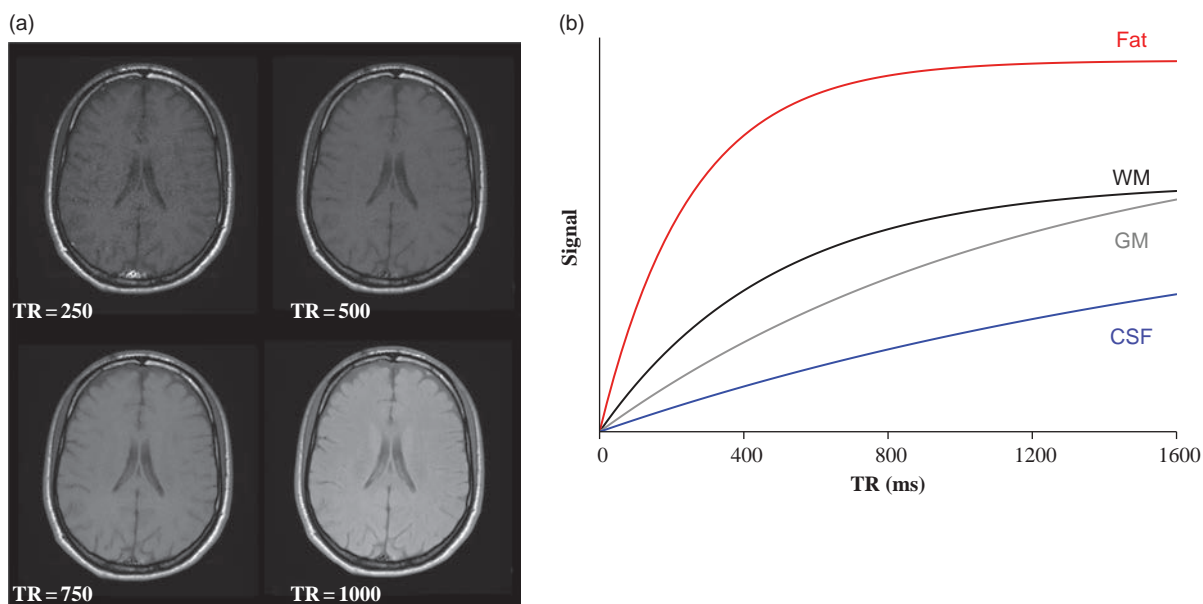 (a)
TR = 250
TR = 500
TR = 750
TR = 1000
(b)
Signal
Fat
WM
GM
CSF
0
400
800
1200
1600
TR (ms)